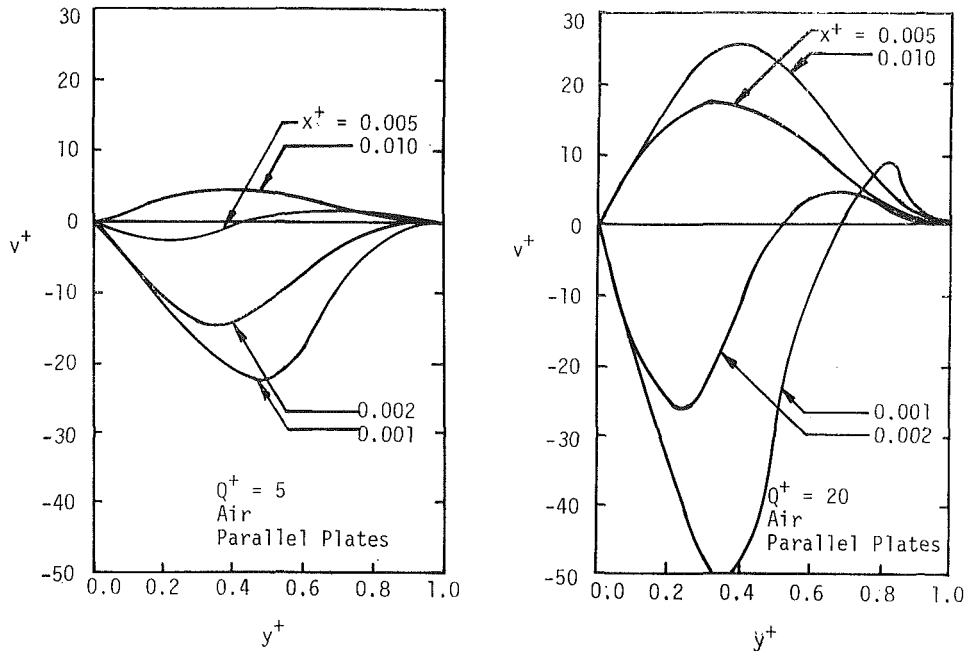 30
20
10
0
-10
-20
-30
-40
-50
v+
x+ = 0.005
0.010
0.002
0.001
Q+ = 5
Air
Parallel Plates
0.0 0.2 0.4 0.6 0.8 1.0
y+
30
20
10
0
-10
-20
-30
-40
-50
v+
x+ = 0.005
0.010
0.001
0.002
Q+ = 20
Air
Parallel Plates
0.0 0.2 0.4 0.6 0.8 1.0
y+